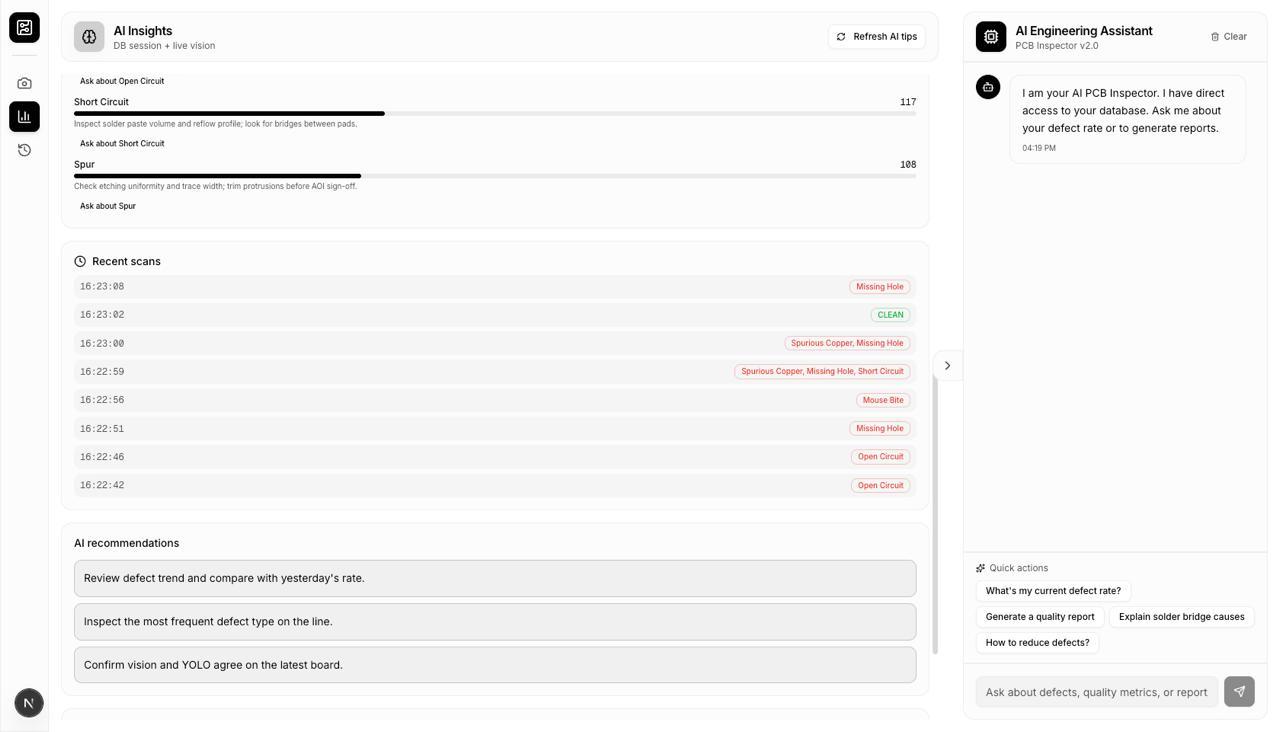 AI Insights
DB session + live vision
Refresh AI tips
Ask about Open Circuit
Short Circuit 117
Inspect solder paste volume and reflow profile; look for bridges between pads.
Ask about Short Circuit
Spur 108
Check etching uniformity and trace width; trim protrusions before AOI sign-off.
Ask about Spur
Recent scans
16:23:08 Missing Hole
16:23:02 CLEAN
16:23:00 Spurious Copper, Missing Hole
16:22:59 Spurious Copper, Missing Hole, Short Circuit
16:22:56 Mouse Bite
16:22:51 Missing Hole
16:22:46 Open Circuit
16:22:42 Open Circuit
AI recommendations
Review defect trend and compare with yesterday's rate.
Inspect the most frequent defect type on the line.
Confirm vision and YOLO agree on the latest board.
N
AI Engineering Assistant
PCB Inspector v2.0
Clear
I am your AI PCB Inspector. I have direct
access to your database. Ask me about
your defect rate or to generate reports.
04:19 PM
Quick actions
What's my current defect rate?
Generate a quality report
Explain solder bridge causes
How to reduce defects?
Ask about defects, quality metrics, or report